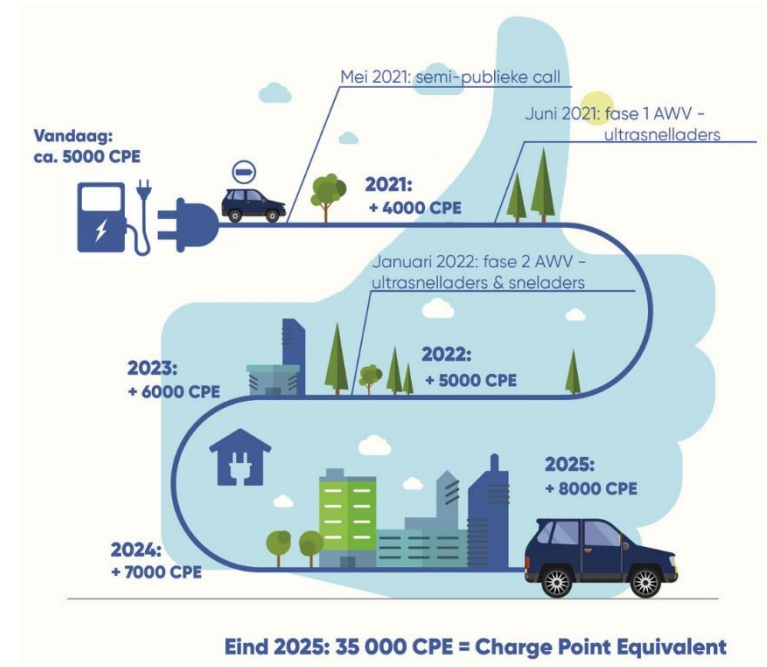 Mei 2021: semi-publieke call
Juni 2021: fase 1 AWV -
ultrasnelladers
Vandaag:
ca. 5000 CPE
2021:
+ 4000 CPE
Januari 2022: fase 2 AWV -
ultrasnelladers & sneladers
2022:
+ 5000 CPE
2023:
+ 6000 CPE
2024:
+ 7000 CPE
2025:
+ 8000 CPE
Eind 2025: 35 000 CPE = Charge Point Equivalent